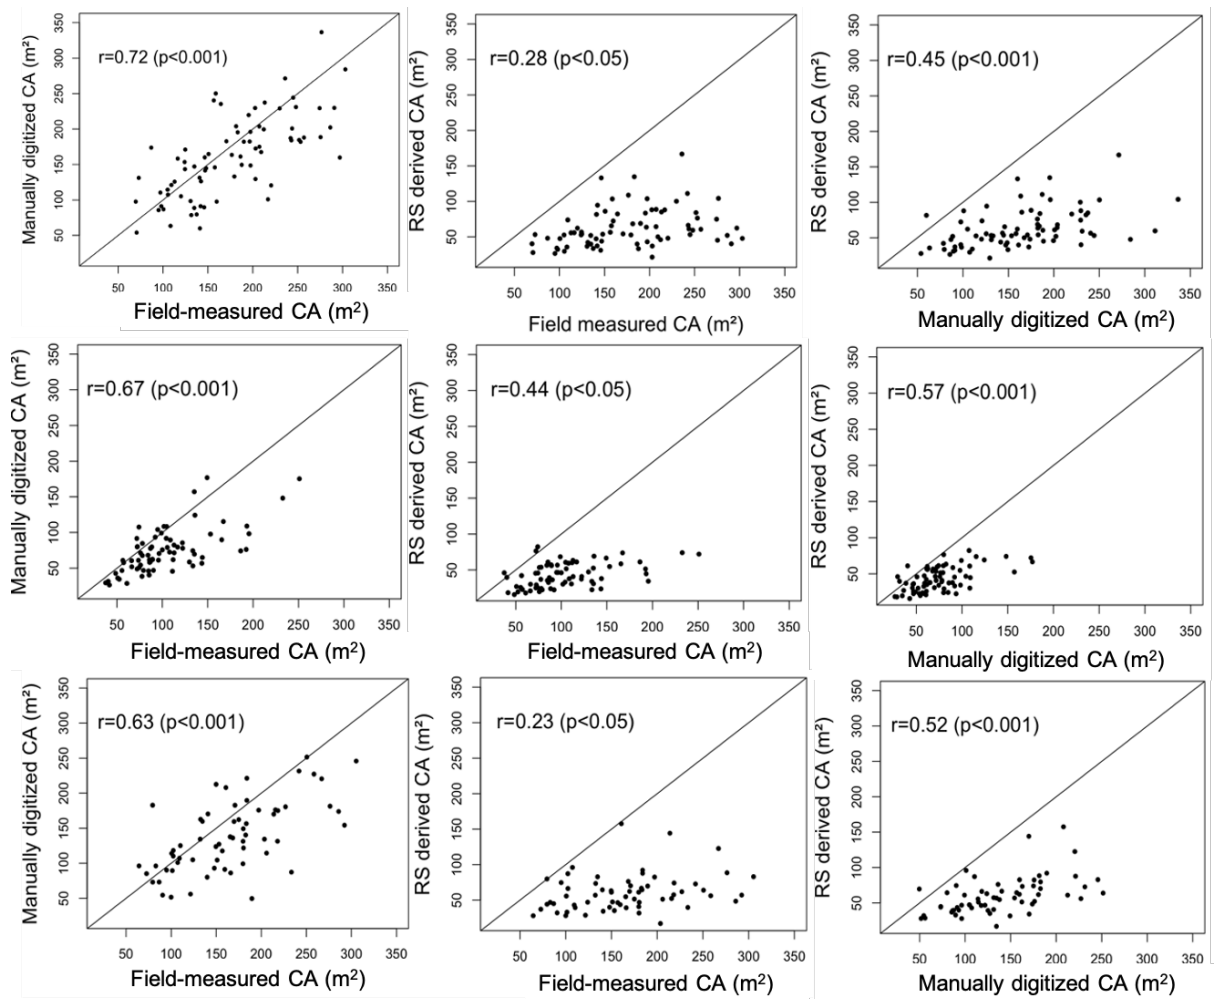 Manually digitized CA (m²)
350
300
250
200
150
100
50
r=0.72 (p<0.001)
50 100 150 200 250 300 350
Field-measured CA (m²)
RS derived CA (m²)
350
300
250
200
150
100
50
r=0.28 (p<0.05)
50 100 150 200 250 300 350
Field measured CA (m²)
RS derived CA (m²)
350
300
250
200
150
100
50
r=0.45 (p<0.001)
50 100 150 200 250 300 350
Manually digitized CA (m²)
Manually digitized CA (m²)
350
300
250
200
150
100
50
r=0.67 (p<0.001)
50 100 150 200 250 300 350
Field-measured CA (m²)
RS derived CA (m²)
350
300
250
200
150
100
50
r=0.44 (p<0.05)
50 100 150 200 250 300 350
Field-measured CA (m²)
RS derived CA (m²)
350
300
250
200
150
100
50
r=0.57 (p<0.001)
50 100 150 200 250 300 350
Manually digitized CA (m²)
Manually digitized CA (m²)
350
300
250
200
150
100
50
r=0.63 (p<0.001)
50 100 150 200 250 300 350
Field-measured CA (m²)
RS derived CA (m²)
350
300
250
200
150
100
50
r=0.23 (p<0.05)
50 100 150 200 250 300 350
Field-measured CA (m²)
RS derived CA (m²)
350
300
250
200
150
100
50
r=0.52 (p<0.001)
50 100 150 200 250 300 350
Manually digitized CA (m²)